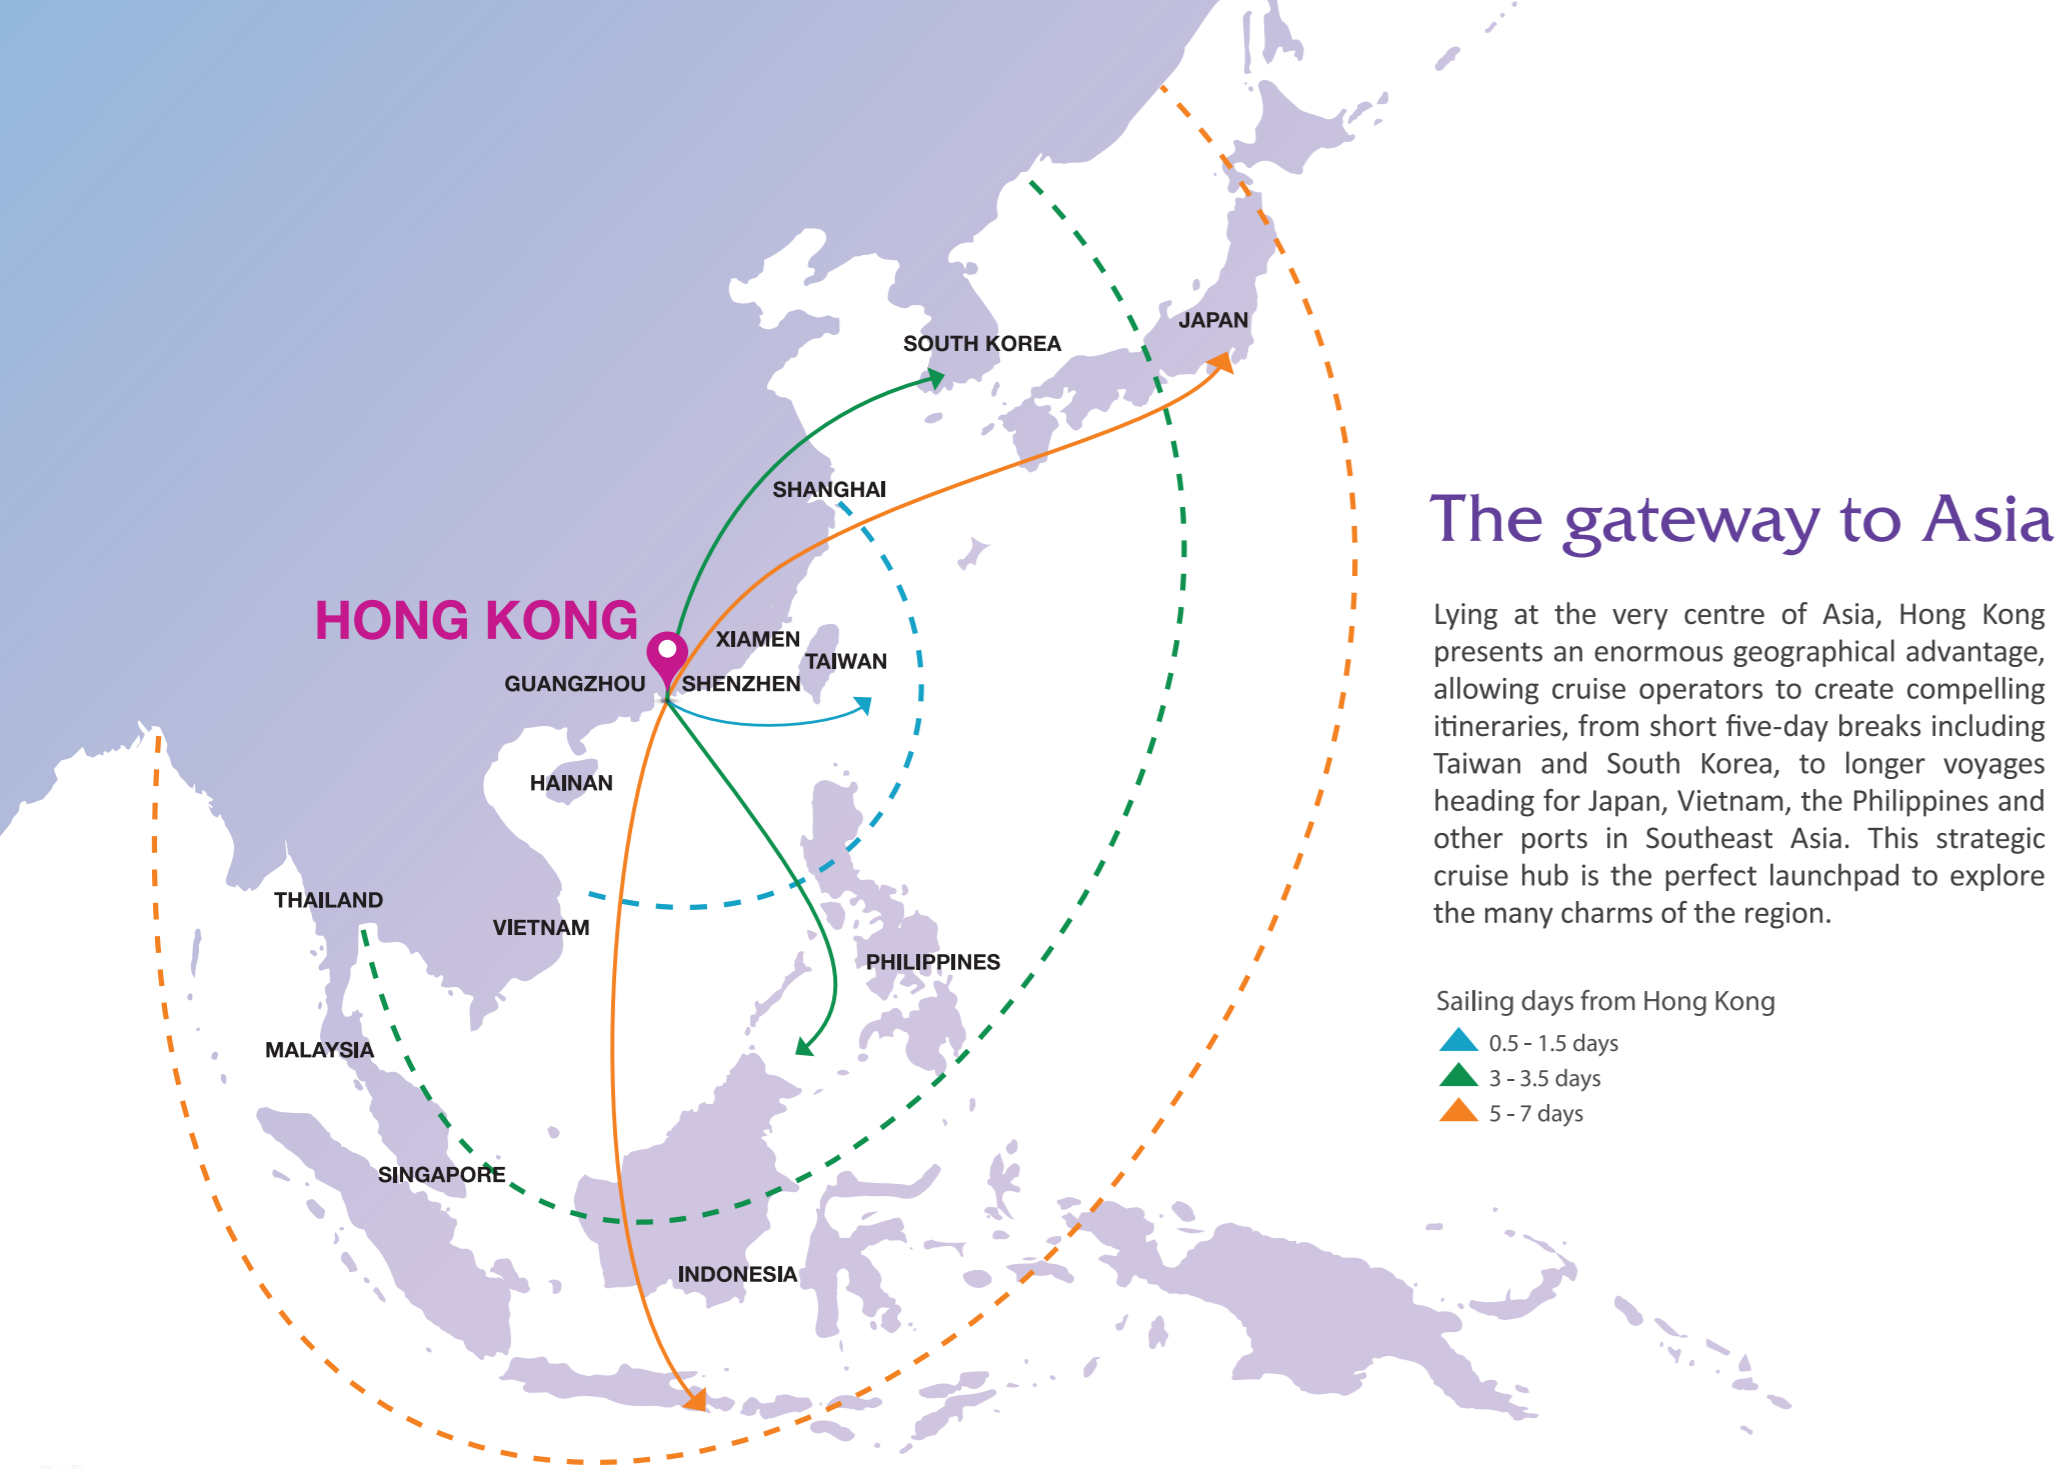 SOUTH KOREA
JAPAN
SHANGHAI
HONG KONG
XIAMEN
TAIWAN
GUANGZHOU
SHENZHEN
HAINAN
THAILAND
VIETNAM
PHILIPPINES
MALAYSIA
SINGAPORE
INDONESIA
The gateway to Asia
Lying at the very centre of Asia, Hong Kong
presents an enormous geographical advantage,
allowing cruise operators to create compelling
itineraries, from short five-day breaks including
Taiwan and South Korea, to longer voyages
heading for Japan, Vietnam, the Philippines and
other ports in Southeast Asia. This strategic
cruise hub is the perfect launchpad to explore
the many charms of the region.
Sailing days from Hong Kong
0.5 - 1.5 days
3 - 3.5 days
5 - 7 days